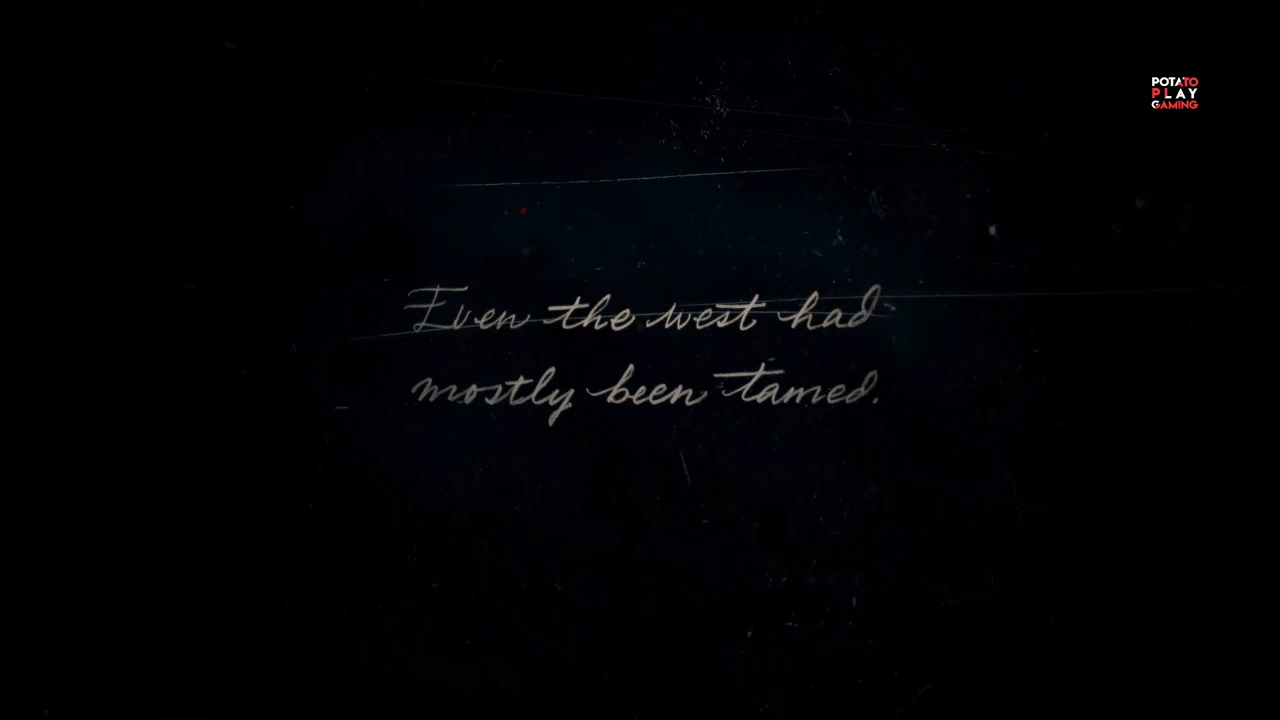 POTATO
PLAY
GAMING
Even the west had
mostly been tamed.